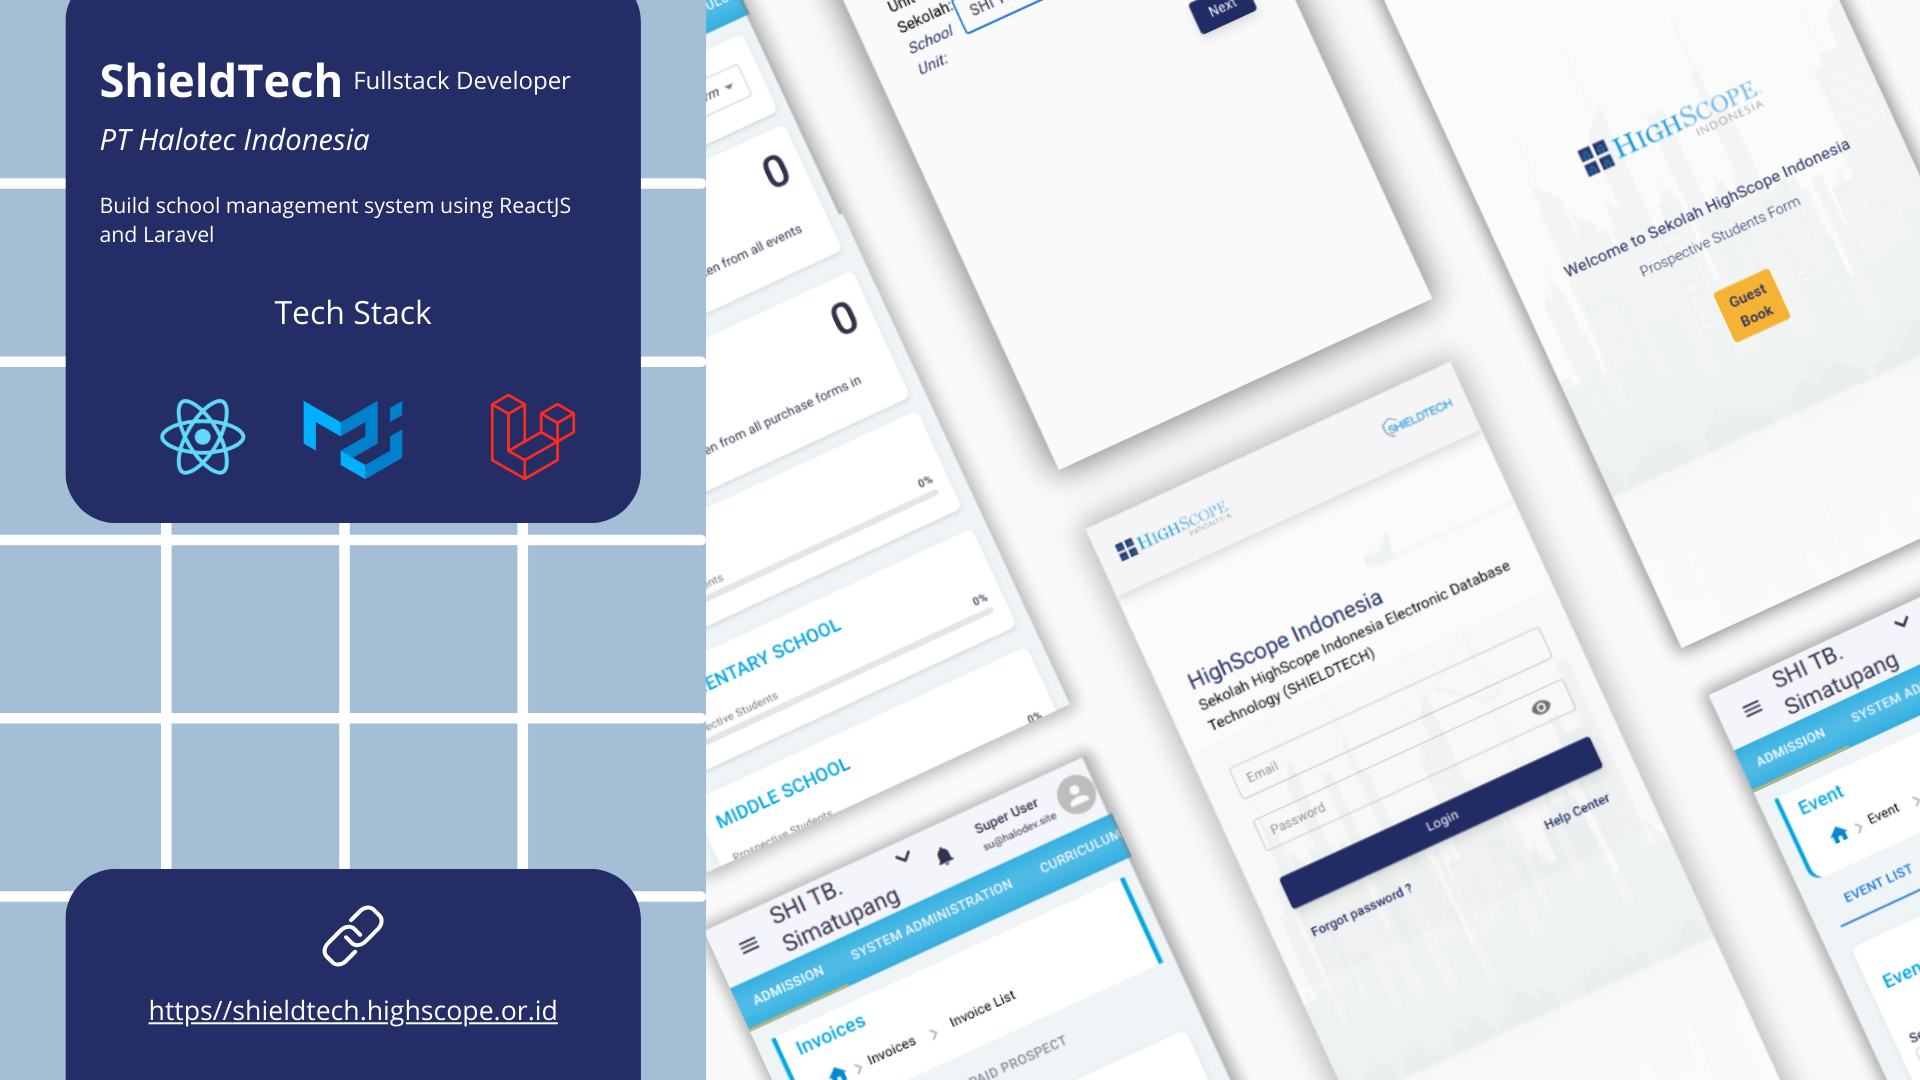 ShieldTech Fullstack Developer
PT Halotec Indonesia
Build school management system using ReactJS
and Laravel
Tech Stack
https//shieldtech.highscope.or.id
0
en from all events
0
en from all purchase forms in
0%
0%
ENTARY SCHOOL
ective Students
0%
MIDDLE SCHOOL
Prospective Students
Unit
Sekolah:
School
Unit:
SHI
Next
HIGHSCOPE
INDONESIA
Welcome to Sekolah HighScope Indonesia
Prospective Students Form
Guest
Book
SHIELDTECH
HIGHSCOPE
INDONESIA
HighScope Indonesia
Sekolah HighScope Indonesia Electronic Database
Technology (SHIELDTECH)
Email
Password
Login
Forgot password ?
Help Center
SHI TB.
Simatupang
Super User
su@halodev.site
ADMISSION
SYSTEM ADMINISTRATION
CURRICULUM
Invoices
Invoices
Invoice List
PAID PROSPECT
SHI TB.
Simatupang
ADMISSION
SYSTEM AD
Event
Event
EVENT LIST
Even